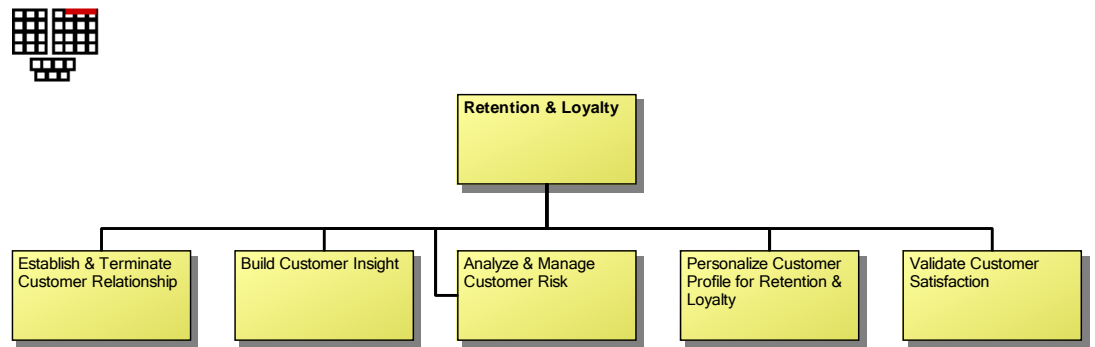 Retention & Loyalty
Establish & Terminate
Customer Relationship
Build Customer Insight
Analyze & Manage
Customer Risk
Personalize Customer
Profile for Retention &
Loyalty
Validate Customer
Satisfaction